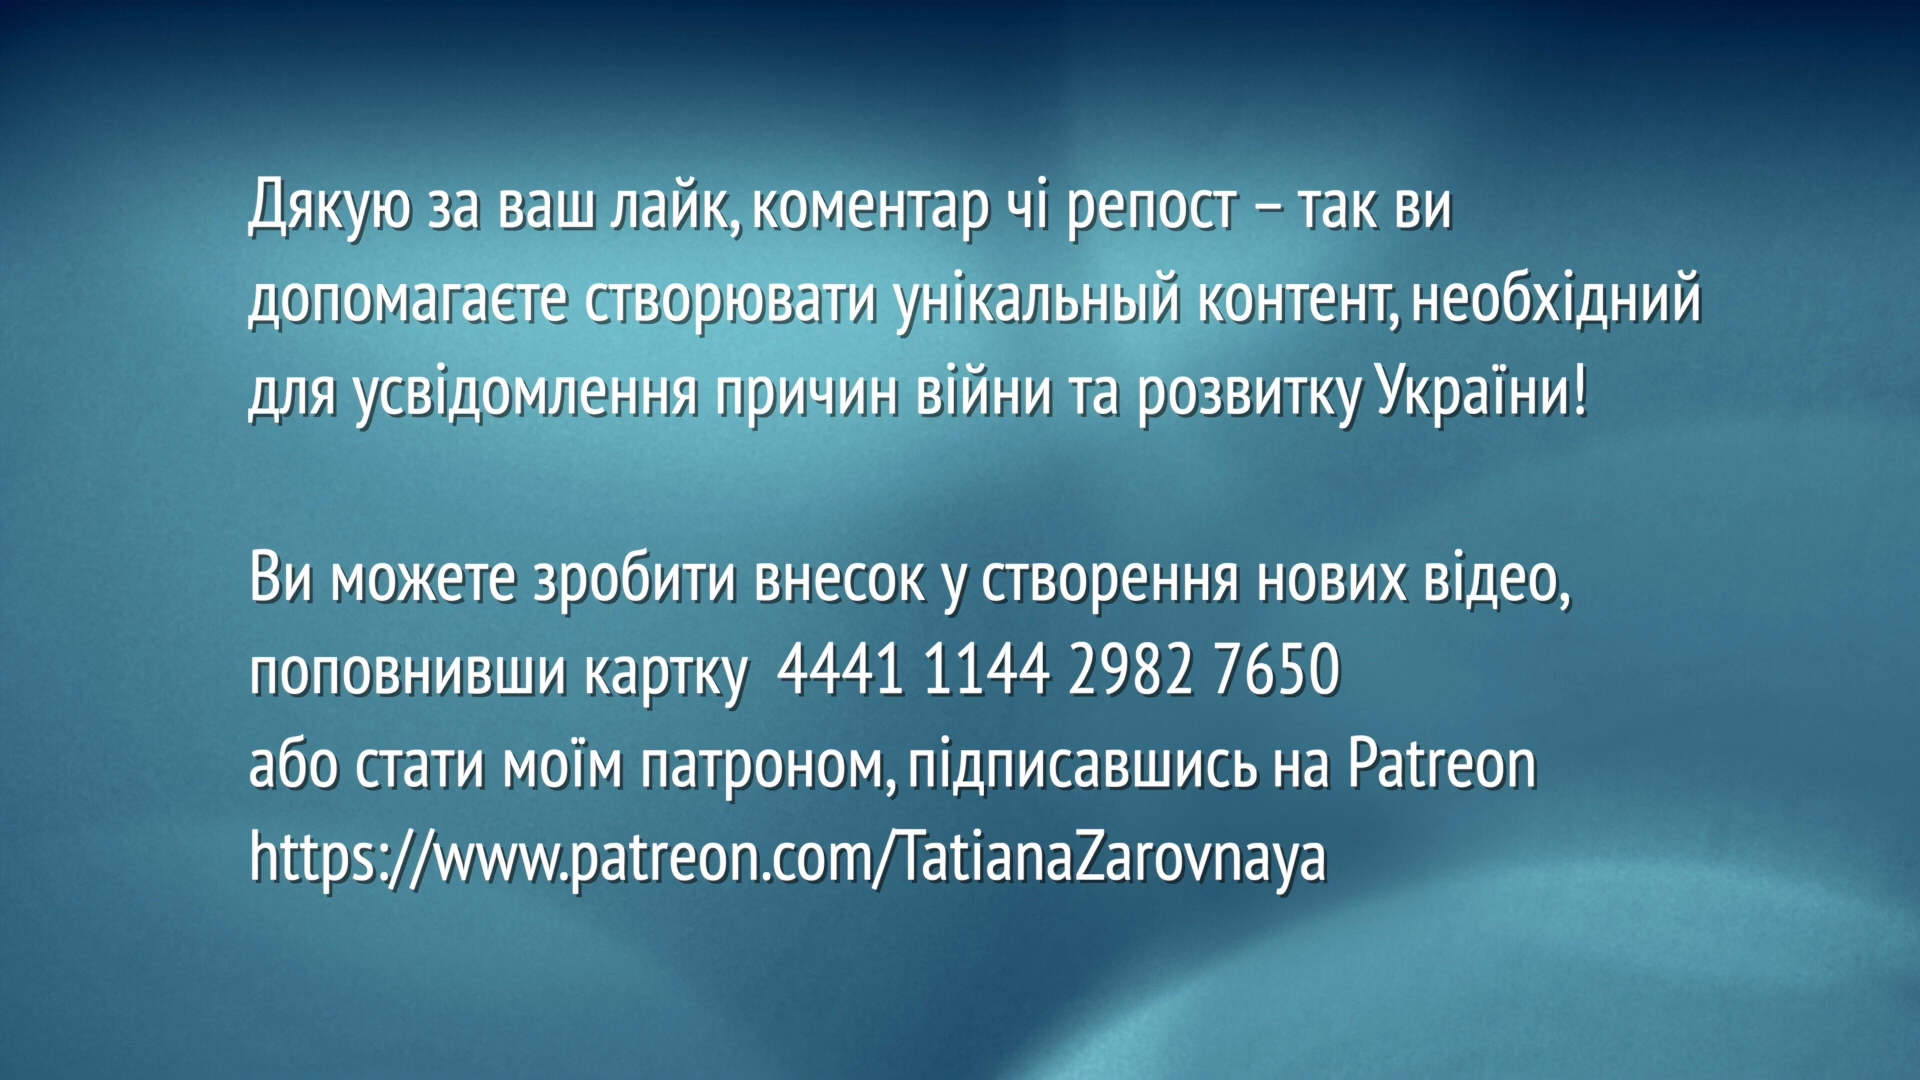 Дякую за ваш лайк, коментар чі репост – так ви
допомагаєте створювати унікальный контент, необхідний
для усвідомлення причин війни та розвитку України!
Ви можете зробити внесок у створення нових відео,
поповнивши картку 4441 1144 2982 7650
або стати моїм патроном, підписавшись на Patreon
https://www.patreon.com/TatianaZarovnaya